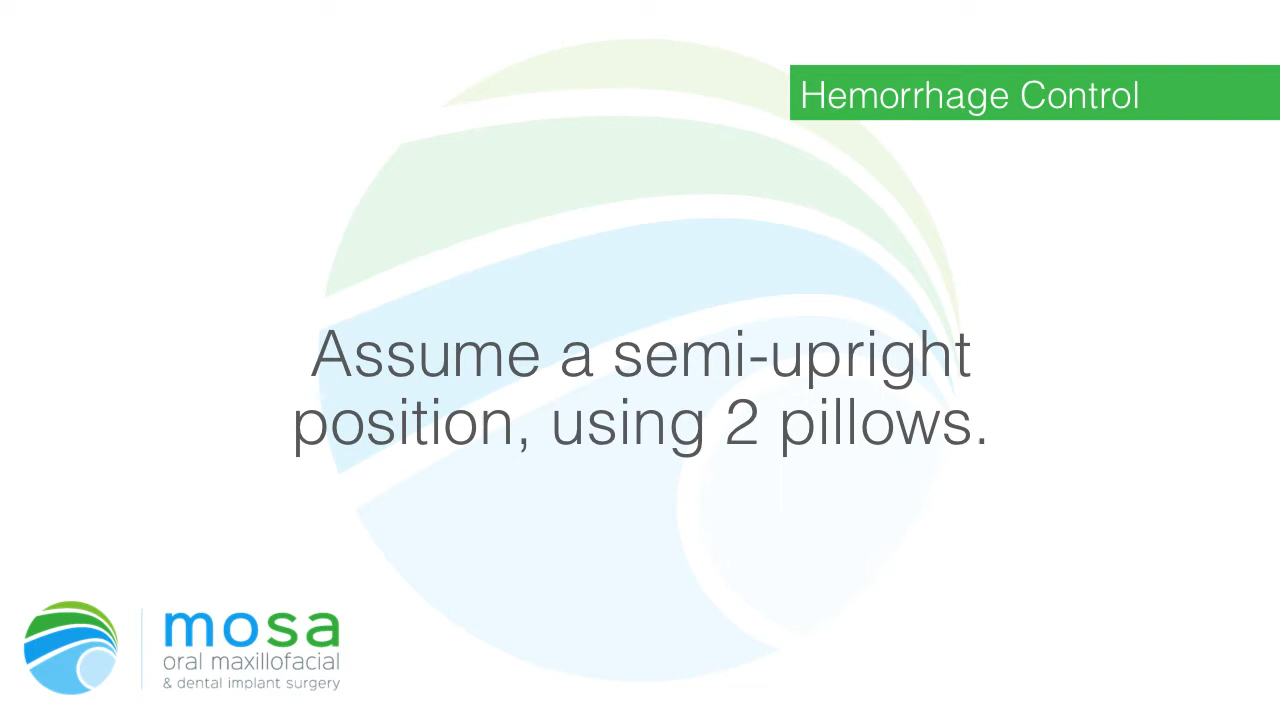 Hemorrhage Control
Assume a semi-upright
position, using 2 pillows.
mosa
oral maxillofacial
& dental implant surgery